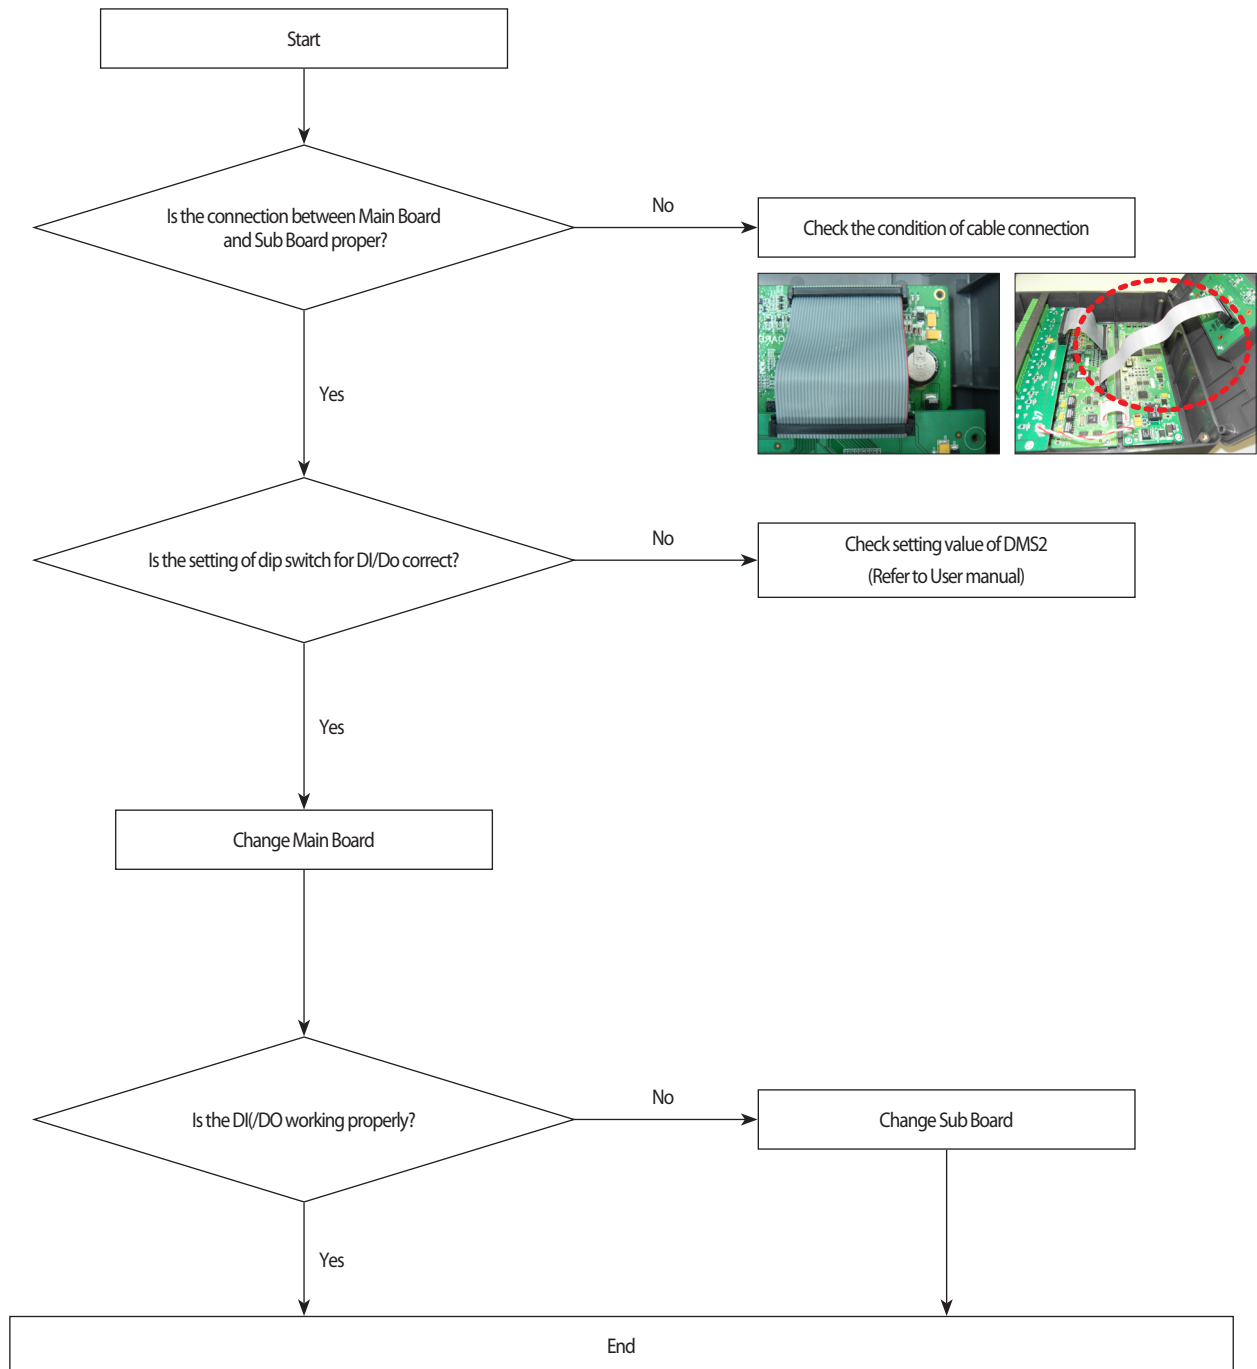 Start
Is the connection between Main Board
and Sub Board proper?
No
Check the condition of cable connection
Yes
Is the setting of dip switch for DI/Do correct?
No
Check setting value of DMS2
(Refer to User manual)
Yes
Change Main Board
Is the DI(/DO working properly?
No
Change Sub Board
Yes
End